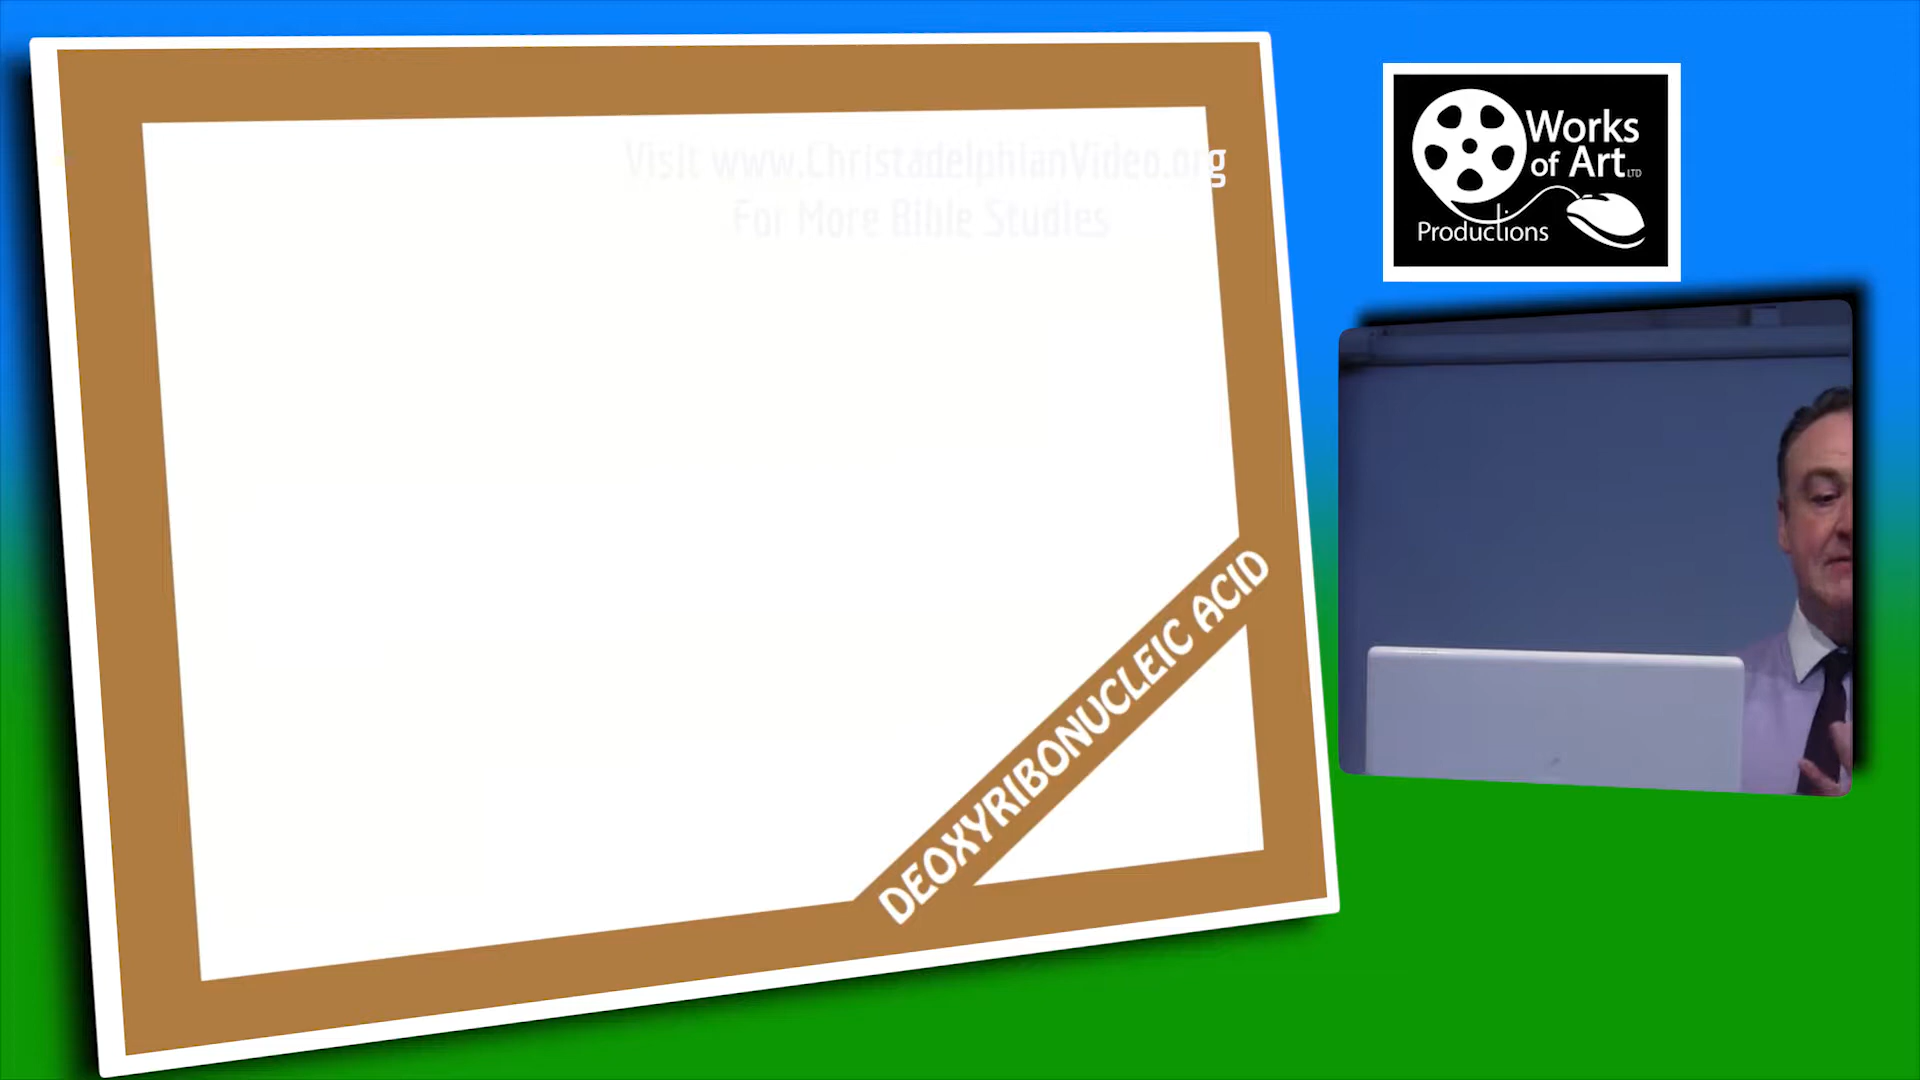 Visit www.ChristadelphianVideo.org
For More Bible Studies
Works
of Art LTD
Productions
DEOXYRIBONUCLEIC ACID